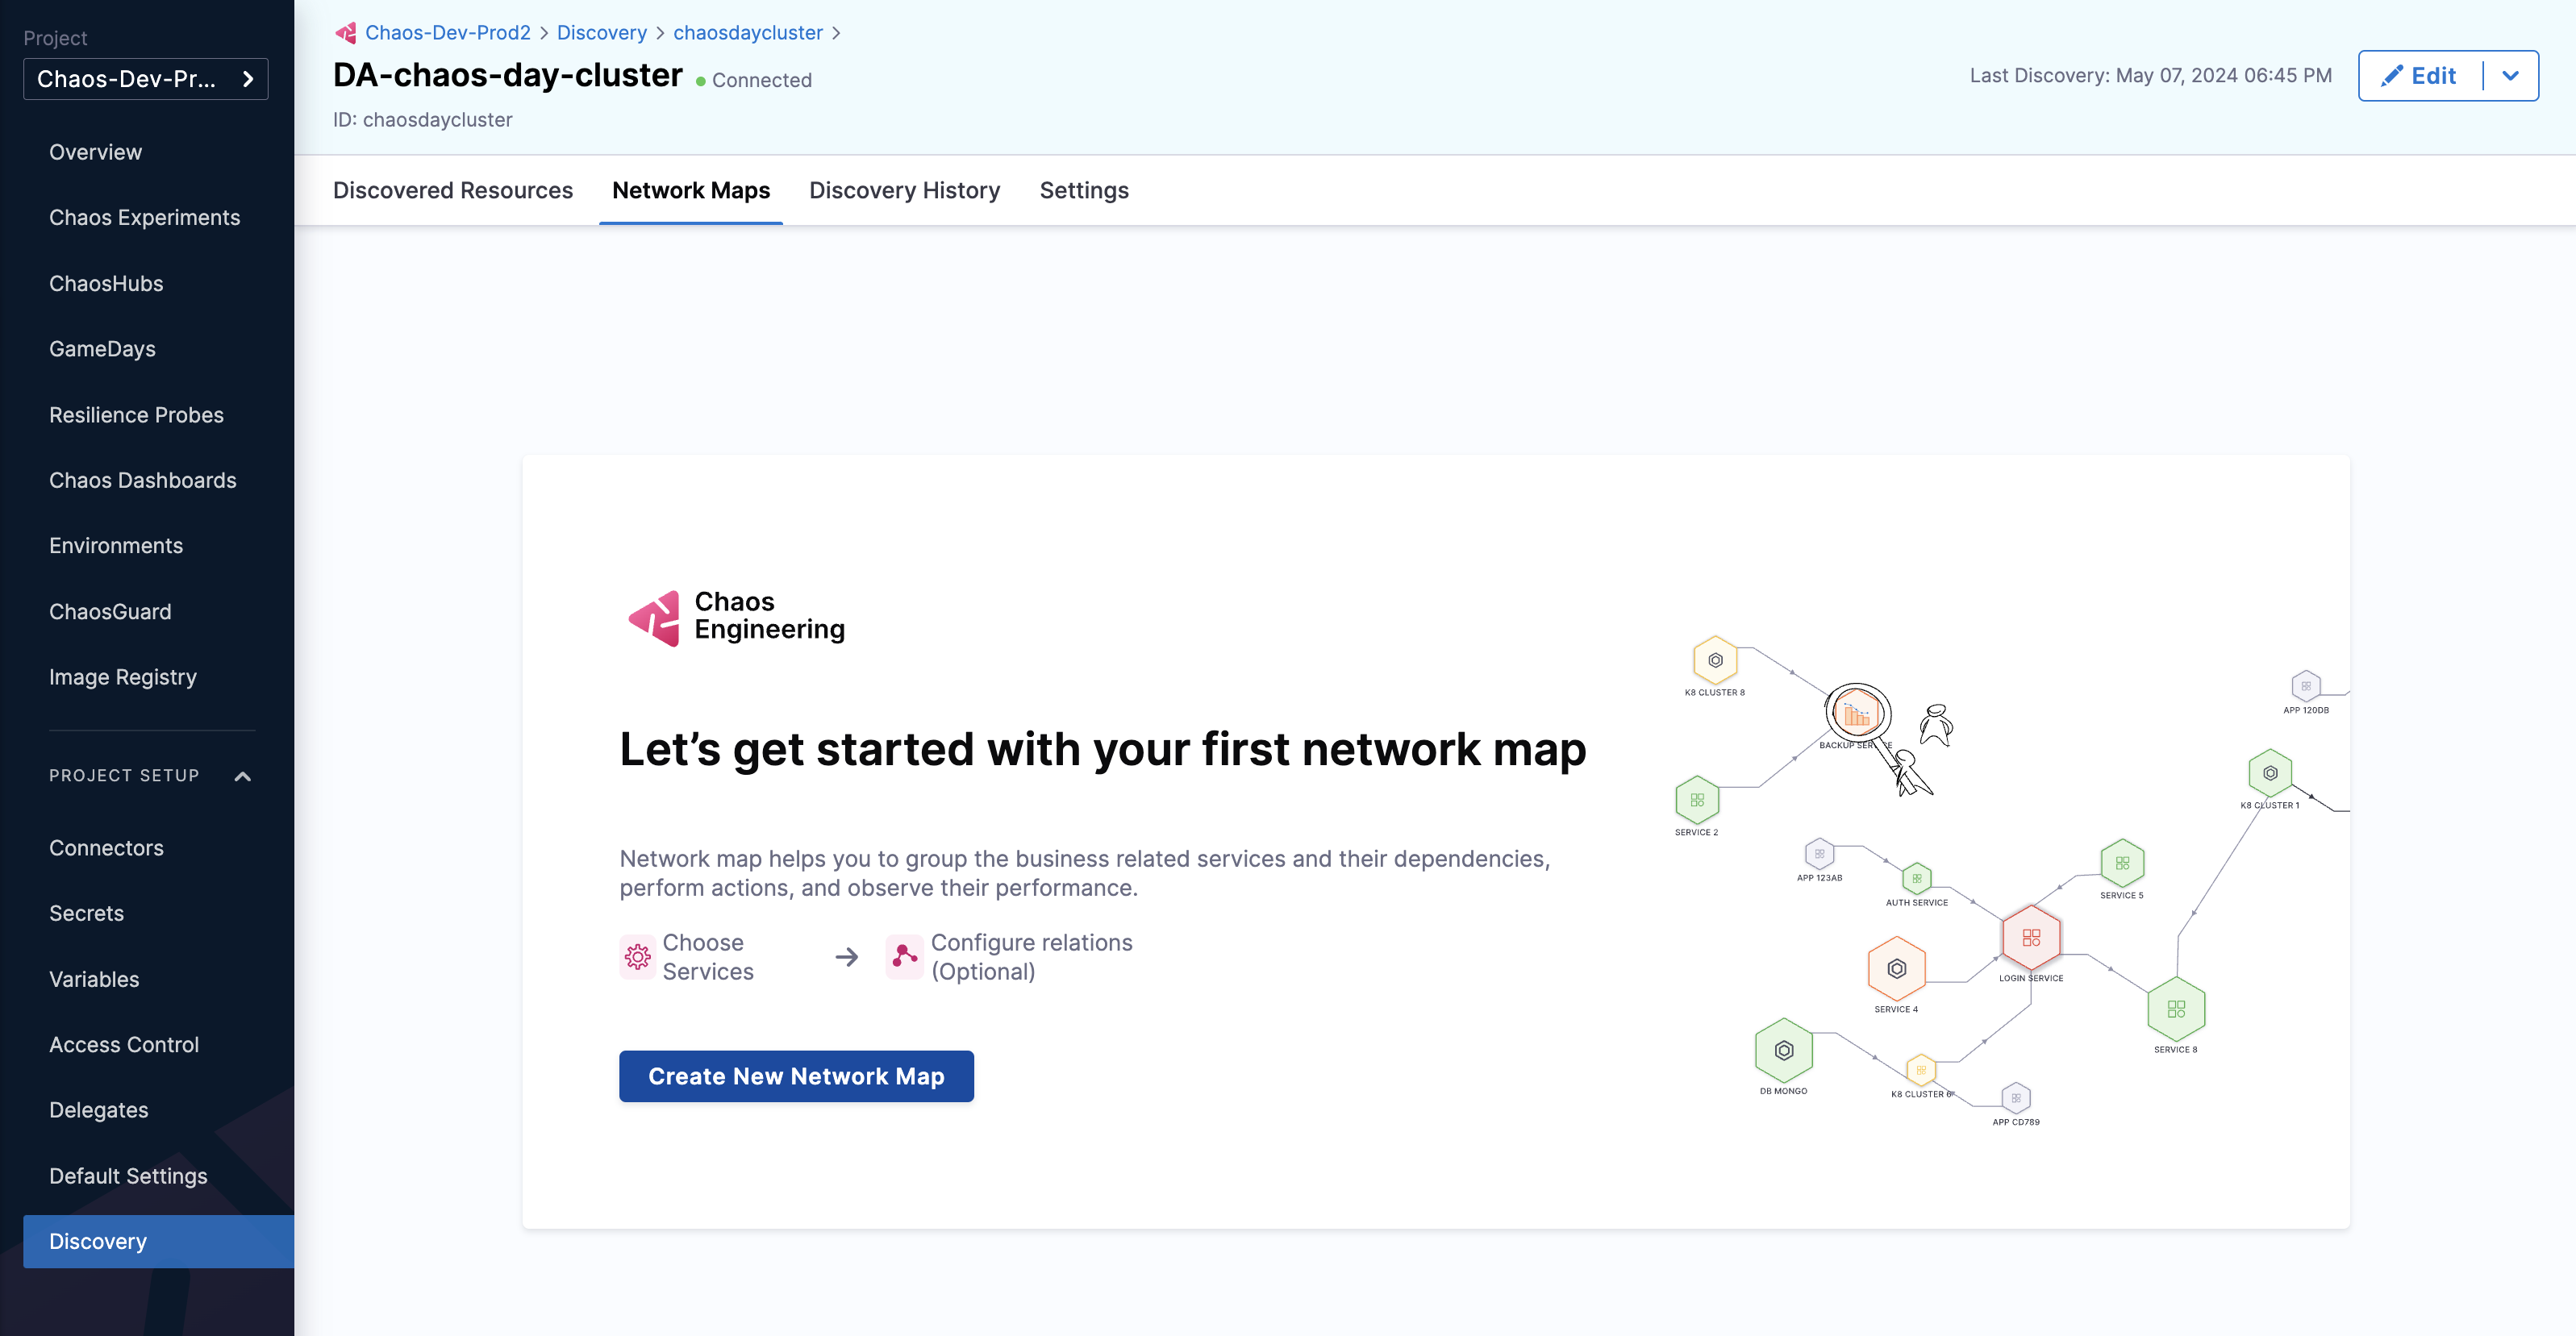 Project
Chaos-Dev-Pr...
Overview
Chaos Experiments
ChaosHubs
GameDays
Resilience Probes
Chaos Dashboards
Environments
ChaosGuard
Image Registry
PROJECT SETUP
Connectors
Secrets
Variables
Access Control
Delegates
Default Settings
Discovery
Chaos-Dev-Prod2 > Discovery > chaosdaycluster >
DA-chaos-day-cluster Connected
ID: chaosdaycluster
Last Discovery: May 07, 2024 06:45 PM
Edit
Discovered Resources Network Maps Discovery History Settings
Chaos
Engineering
Let’s get started with your first network map
Network map helps you to group the business related services and their dependencies,
perform actions, and observe their performance.
Choose
Services
Configure relations
(Optional)
Create New Network Map
K8 CLUSTER 8
BACKUP
APP 120DB
K8 CLUSTER 1
SERVICE 2
APP 123AB
AUTH SERVICE
SERVICE 5
LOGIN SERVICE
SERVICE 4
SERVICE 8
DB MONGO
K8 CLUSTER 6
APP CD789